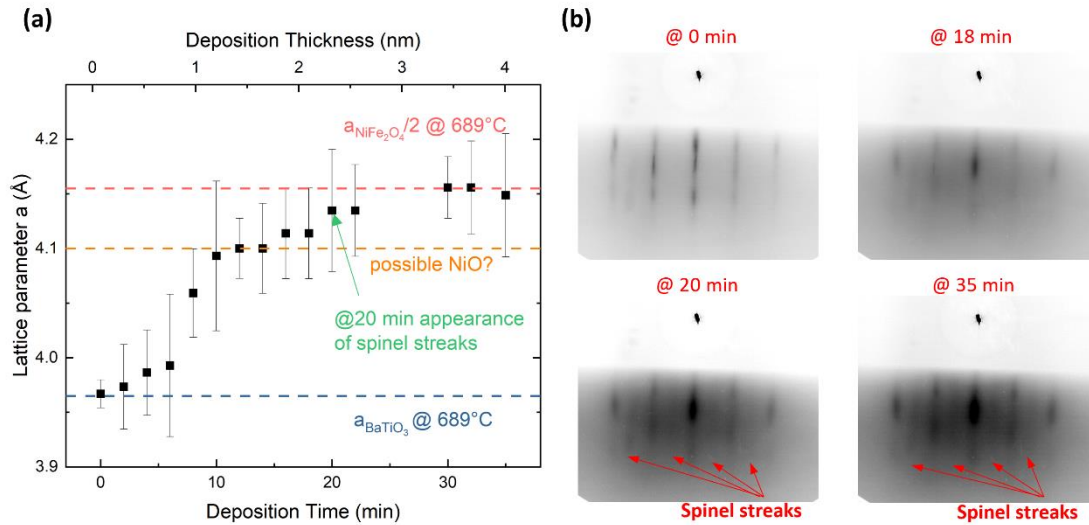 (a)
Deposition Thickness (nm)
0 1 2 3 4
Lattice parameter a (Å)
4.2
4.1
4.0
3.9
a_NiFe₂O₄/2 @ 689°C
possible NiO?
@20 min appearance
of spinel streaks
a_BaTiO₃ @ 689°C
0 10 20 30
Deposition Time (min)
(b)
@ 0 min
@ 18 min
@ 20 min
@ 35 min
Spinel streaks
Spinel streaks